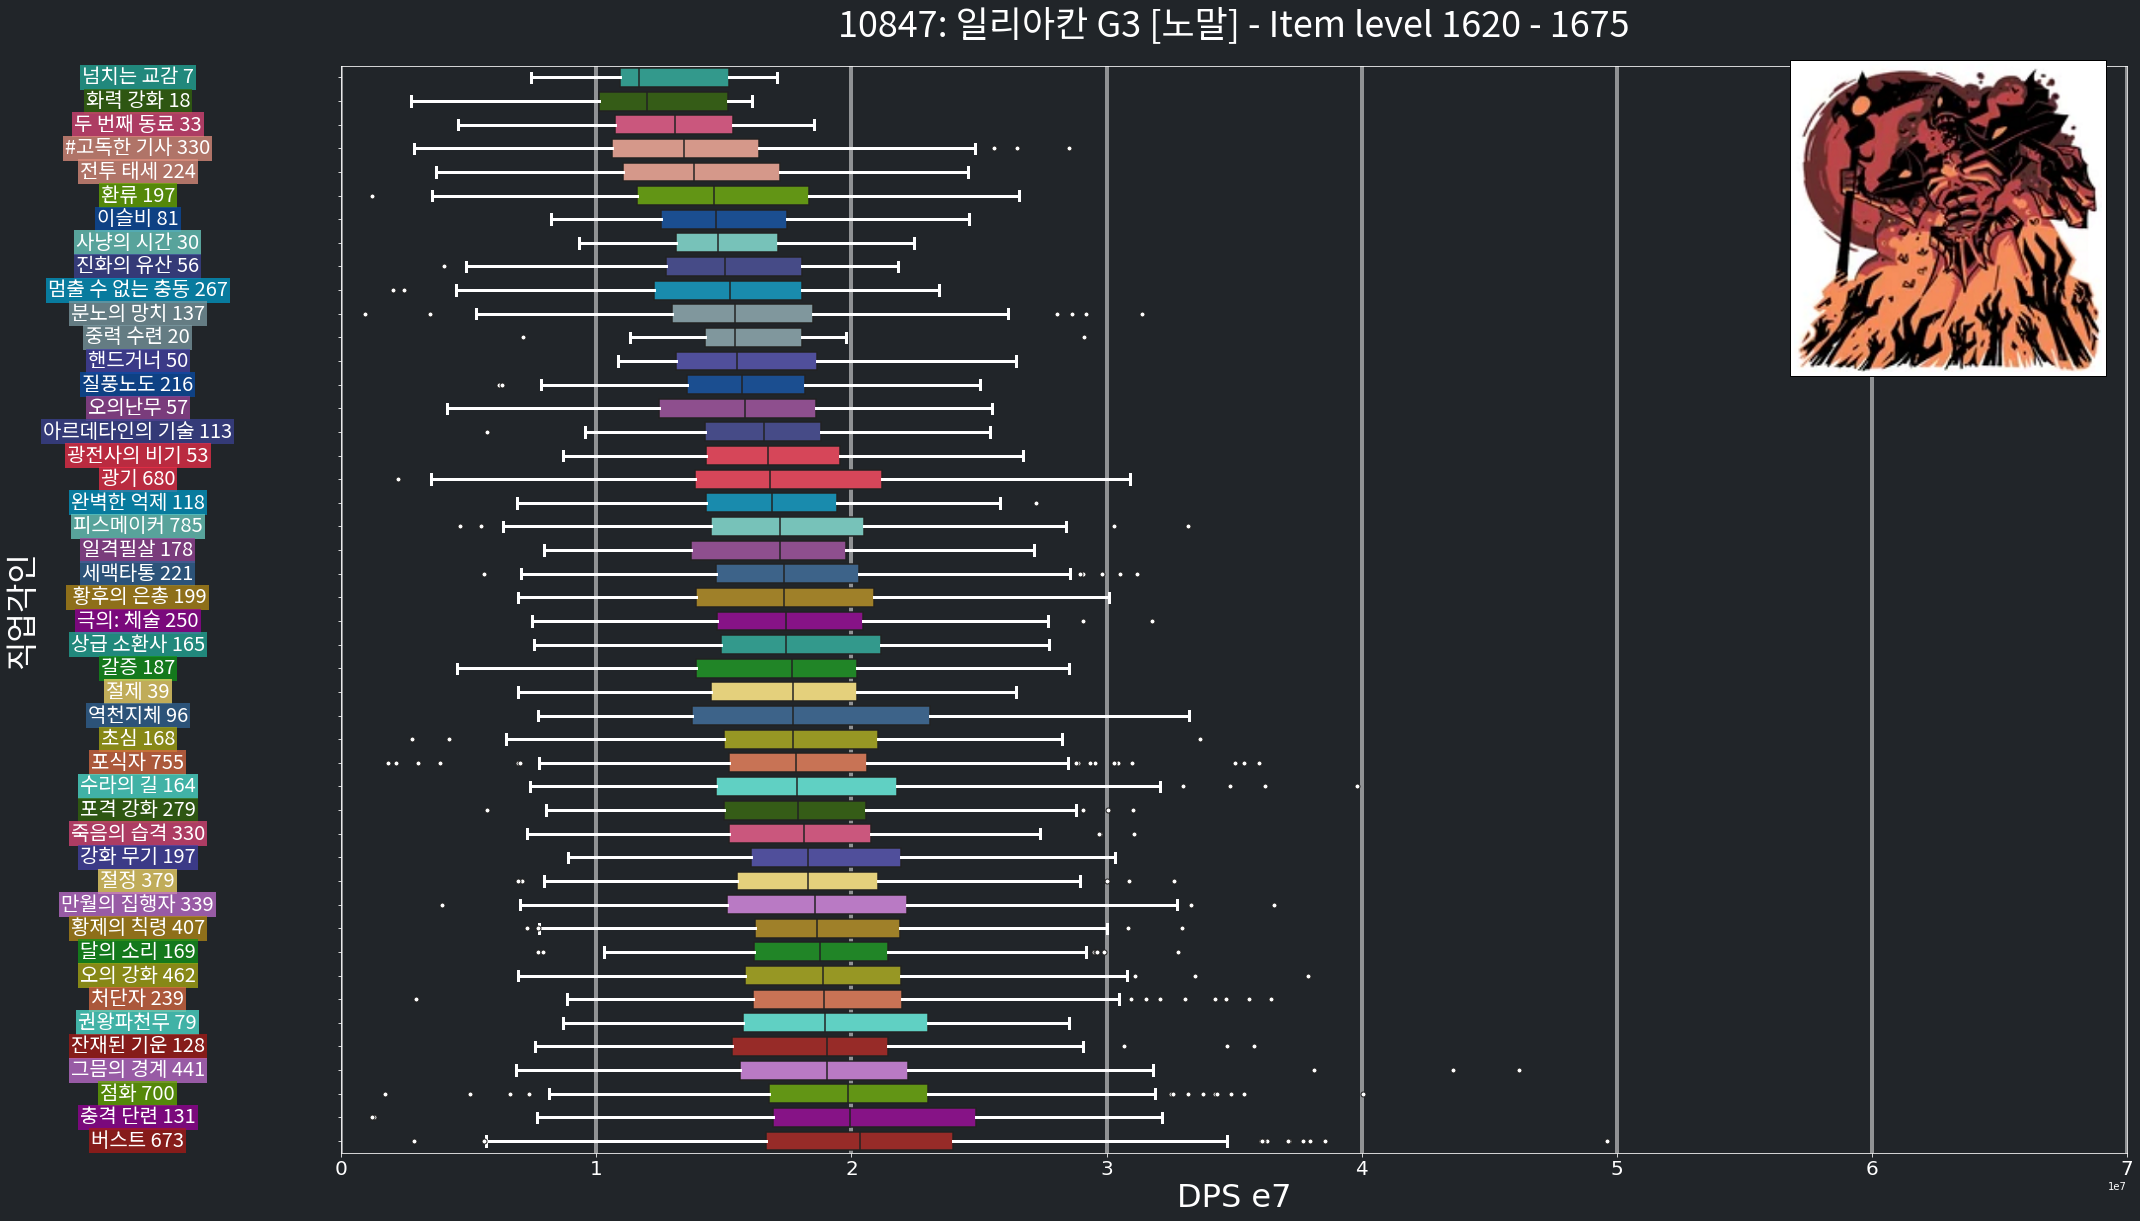 10847: 일리아칸 G3 [노말] - Item level 1620 - 1675
넘치는 교감 7
화력 강화 18
두 번째 동료 33
#고독한 기사 330
전투 태세 224
환류 197
이슬비 81
사냥의 시간 30
진화의 유산 56
멈출 수 없는 충동 267
분노의 망치 137
중력 수련 20
핸드거너 50
질풍노도 216
오의난무 57
아르데타인의 기술 113
광전사의 비기 53
광기 680
완벽한 억제 118
피스메이커 785
일격필살 178
세맥타통 221
황후의 은총 199
극의: 체술 250
상급 소환사 165
갈증 187
절제 39
역천지체 96
초심 168
포식자 755
수라의 길 164
포격 강화 279
죽음의 습격 330
강화 무기 197
절정 379
만월의 집행자 339
황제의 칙령 407
달의 소리 169
오의 강화 462
처단자 239
권왕파천무 79
잔재된 기운 128
그믐의 경계 441
점화 700
충격 단련 131
버스트 673
직업각인
0 1 2 3 4 5 6 7
1e7
DPS e7